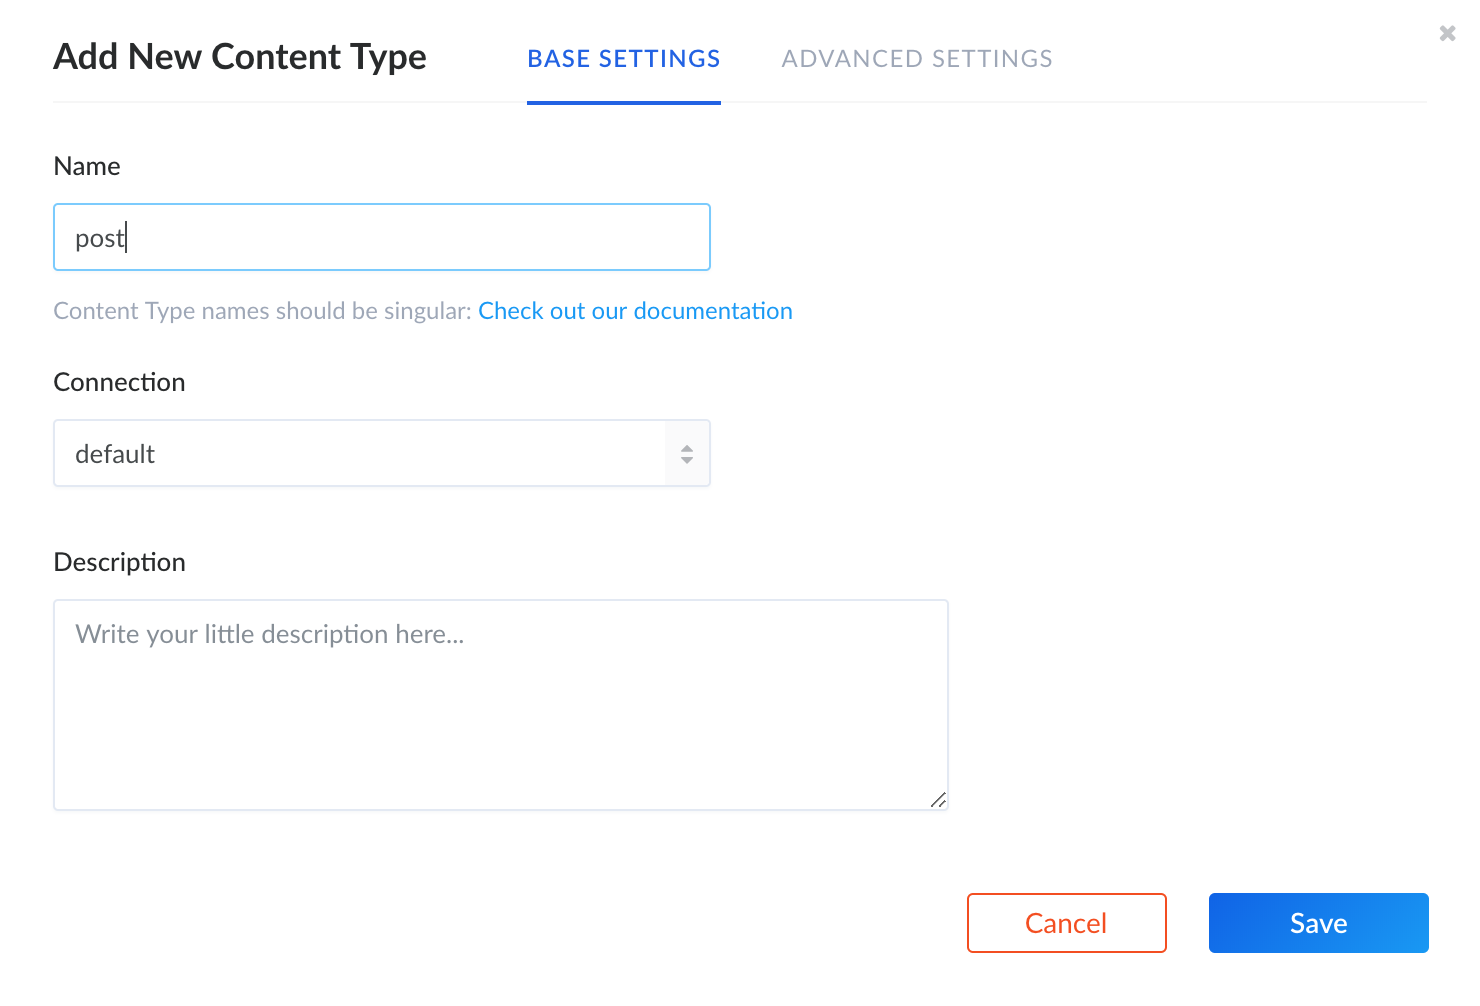 Add New Content Type
BASE SETTINGS
ADVANCED SETTINGS
Name
post
Content Type names should be singular: Check out our documentation
Connection
default
Description
Write your little description here...
Cancel
Save